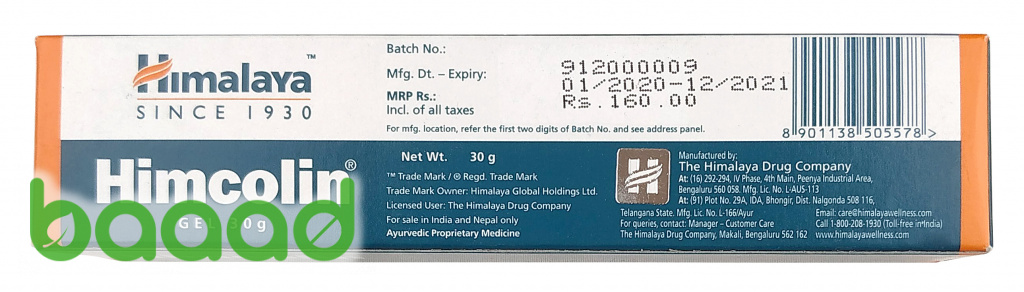 Himalaya™
SINCE 1930
Himcolin®
GEL 30g
baaad
Batch No.: 912000009
Mfg. Dt. – Expiry: 01/2020-12/2021
MRP Rs.: Rs.160.00
Incl. of all taxes
For mfg. location, refer the first two digits of Batch No. and see address panel.
8 901138 505578 >
Net Wt. 30 g
™ Trade Mark / ® Regd. Trade Mark
Trade Mark Owner: Himalaya Global Holdings Ltd.
Licensed User: The Himalaya Drug Company
For sale in India and Nepal only
Ayurvedic Proprietary Medicine
H
Manufactured by:
The Himalaya Drug Company
At: (16) 292-294, IV Phase, 4th Main, Peenya Industrial Area,
Bengaluru 560 058. Mfg. Lic. No. L-AUS-113
At: (91) Plot No. 29A, IDA, Bhongir, Dist. Nalgonda 508 116,
Telangana State. Mfg. Lic. No. L-166/Ayur
For queries, contact: Manager – Customer Care
The Himalaya Drug Company, Makali, Bengaluru 562 162
Email: care@himalayawellness.com
Call 1-800-208-1930 (Toll-free in India)
www.himalayawellness.com